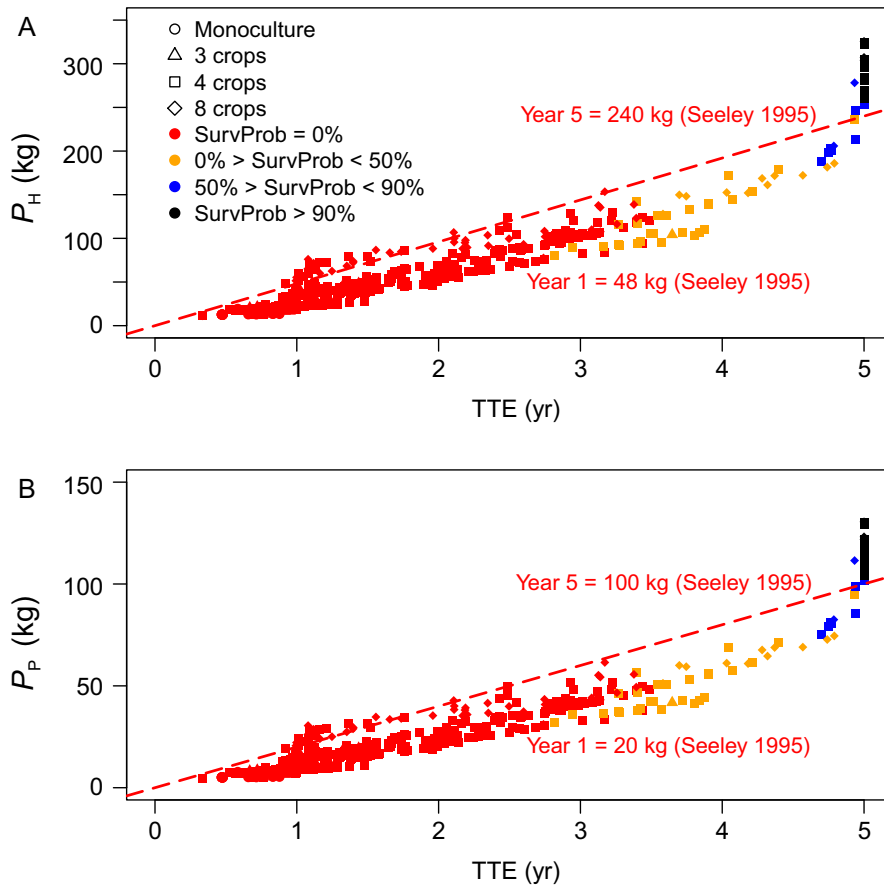 A
Monoculture
3 crops
4 crops
8 crops
SurvProb = 0%
0% > SurvProb < 50%
50% > SurvProb < 90%
SurvProb > 90%
Year 5 = 240 kg (Seeley 1995)
Year 1 = 48 kg (Seeley 1995)
P_H (kg)
300
200
100
0
0 1 2 3 4 5
TTE (yr)
B
Year 5 = 100 kg (Seeley 1995)
Year 1 = 20 kg (Seeley 1995)
P_P (kg)
150
100
50
0
0 1 2 3 4 5
TTE (yr)